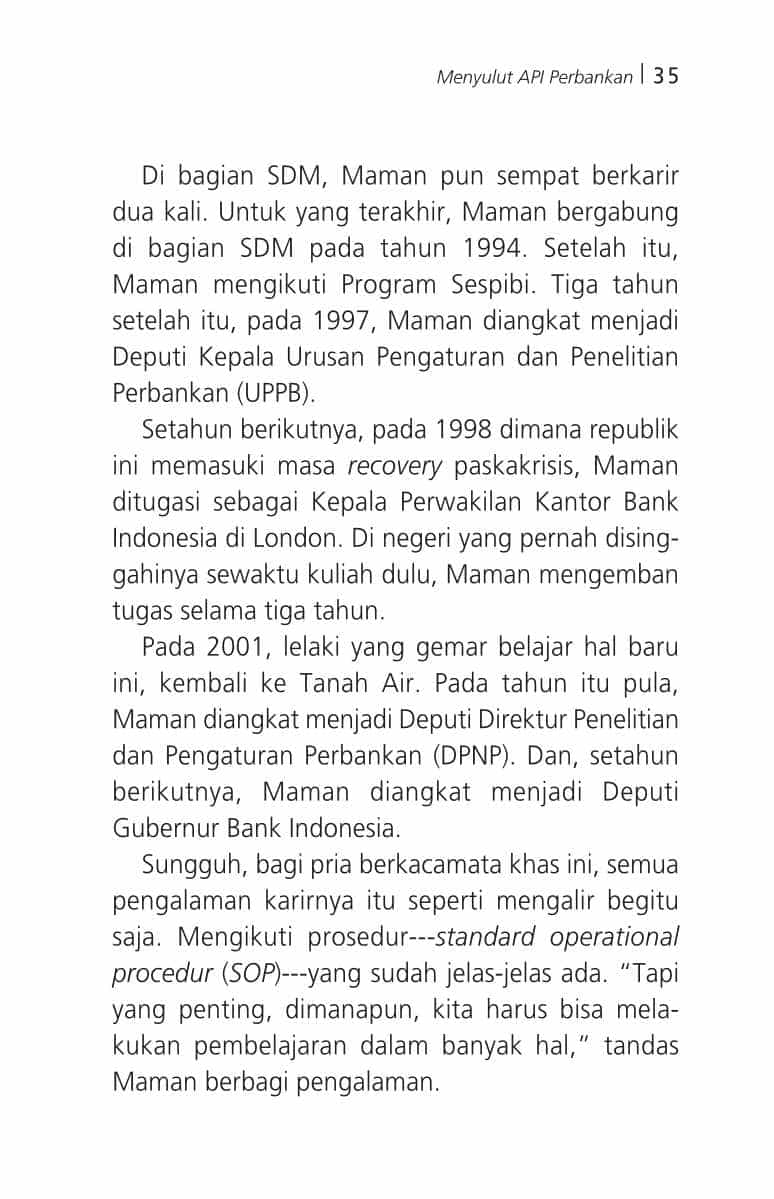 Menyulut API Perbankan | 35
Di bagian SDM, Maman pun sempat berkarir
dua kali. Untuk yang terakhir, Maman bergabung
di bagian SDM pada tahun 1994. Setelah itu,
Maman mengikuti Program Sespibi. Tiga tahun
setelah itu, pada 1997, Maman diangkat menjadi
Deputi Kepala Urusan Pengaturan dan Penelitian
Perbankan (UPPB).
Setahun berikutnya, pada 1998 dimana republik
ini memasuki masa recovery paskakrisis, Maman
ditugasi sebagai Kepala Perwakilan Kantor Bank
Indonesia di London. Di negeri yang pernah dising-
gahinya sewaktu kuliah dulu, Maman mengemban
tugas selama tiga tahun.
Pada 2001, lelaki yang gemar belajar hal baru
ini, kembali ke Tanah Air. Pada tahun itu pula,
Maman diangkat menjadi Deputi Direktur Penelitian
dan Pengaturan Perbankan (DPNP). Dan, setahun
berikutnya, Maman diangkat menjadi Deputi
Gubernur Bank Indonesia.
Sungguh, bagi pria berkacamata khas ini, semua
pengalaman karirnya itu seperti mengalir begitu
saja. Mengikuti prosedur---standard operational
procedur (SOP)---yang sudah jelas-jelas ada. “Tapi
yang penting, dimanapun, kita harus bisa mela-
kukan pembelajaran dalam banyak hal,” tandas
Maman berbagi pengalaman.